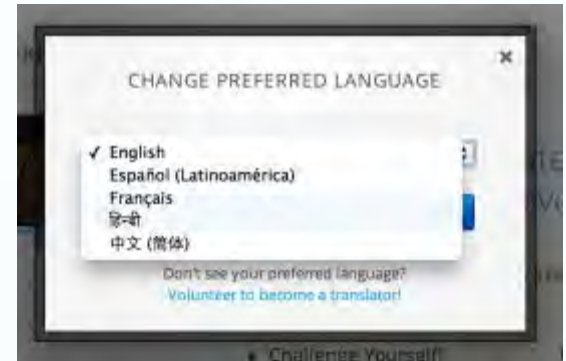 CHANGE PREFERRED LANGUAGE
×
✓ English
Español (Latinoamérica)
Français
हिन्दी
中文 (简体)
Don't see your preferred language?
Volunteer to become a translator!
• Challenge Yourself!